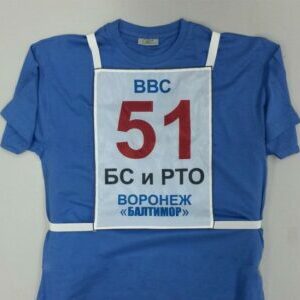 ВВС
51
БС и РТО
ВОРОНЕЖ
«БАЛТИМОР»